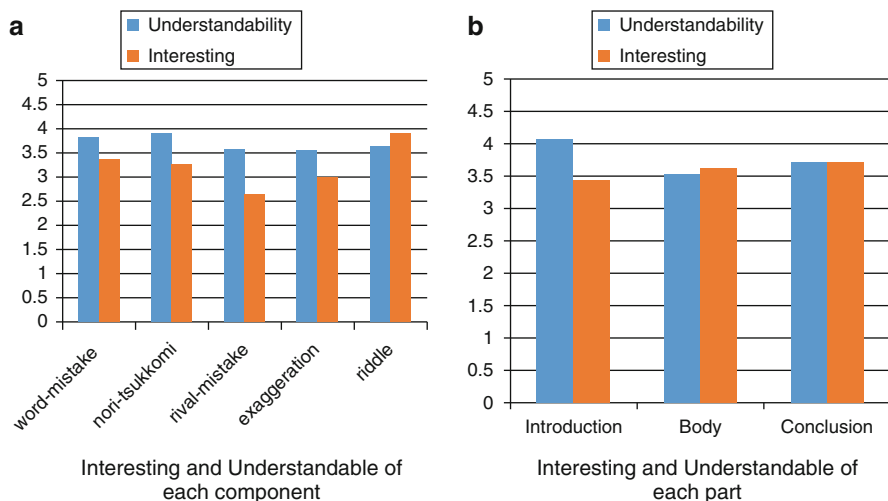 a
Understandability
Interesting
5
4.5
4
3.5
3
2.5
2
1.5
1
0.5
0
word-mistake
nori-tsukkomi
rival-mistake
exaggeration
riddle
Interesting and Understandable of
each component
b
Understandability
Interesting
5
4.5
4
3.5
3
2.5
2
1.5
1
0.5
0
Introduction
Body
Conclusion
Interesting and Understandable of
each part